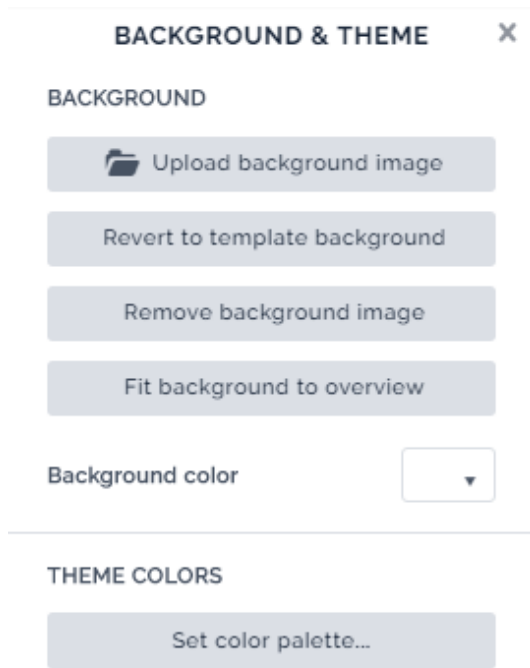 BACKGROUND & THEME
BACKGROUND
Upload background image
Revert to template background
Remove background image
Fit background to overview
Background color
THEME COLORS
Set color palette...